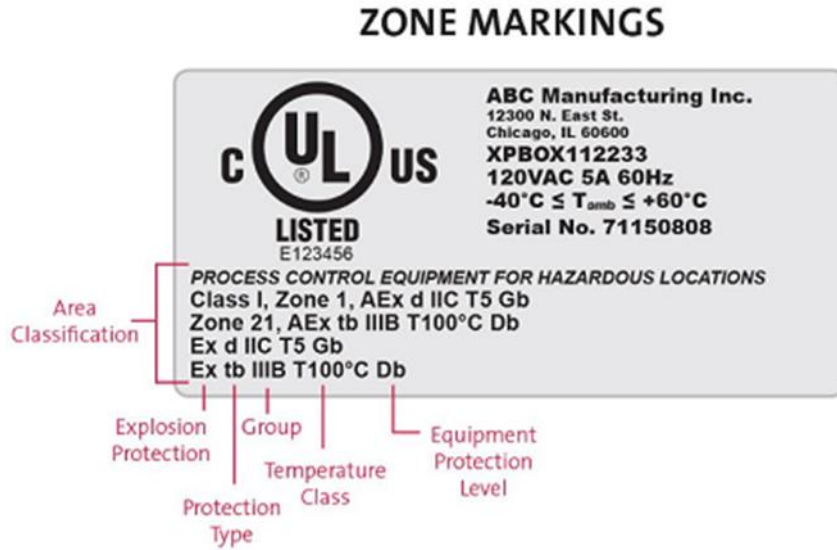 ZONE MARKINGS
C UL ® US
LISTED
E123456
ABC Manufacturing Inc.
12300 N. East St.
Chicago, IL 60600
XPBOX112233
120VAC 5A 60Hz
-40°C ≤ Tamb ≤ +60°C
Serial No. 71150808
PROCESS CONTROL EQUIPMENT FOR HAZARDOUS LOCATIONS
Class I, Zone 1, AEx d IIC T5 Gb
Zone 21, AEx tb IIIB T100°C Db
Ex d IIC T5 Gb
Ex tb IIIB T100°C Db
Area
Classification
Explosion
Protection
Protection
Type
Group
Temperature
Class
Equipment
Protection
Level